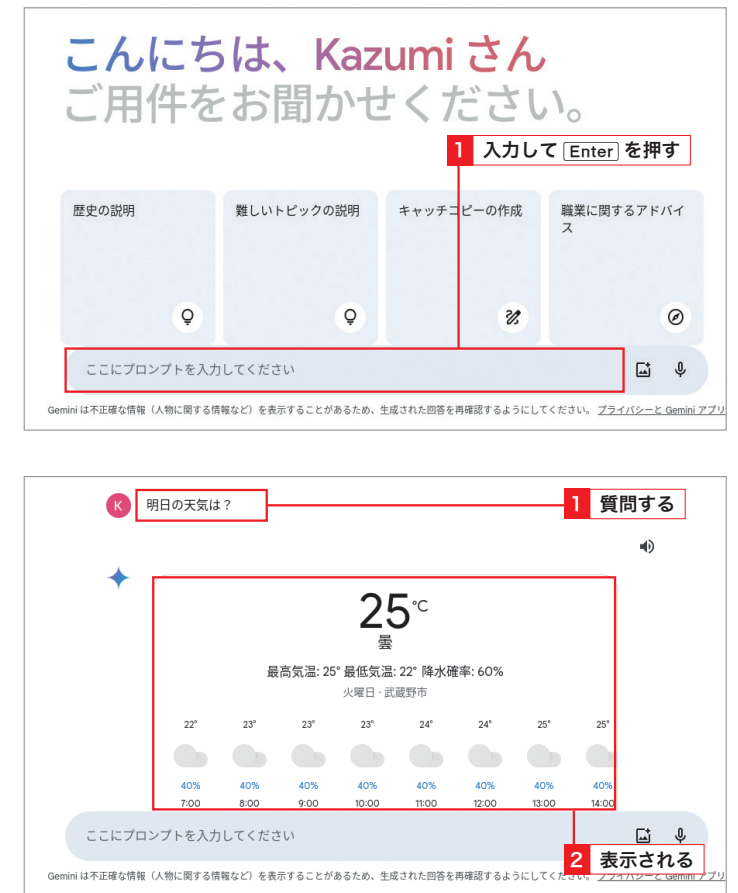 こんにちは、Kazumi さん
ご用件をお聞かせください。
1 入力して Enter を押す
歴史の説明
難しいトピックの説明
キャッチコピーの作成
職業に関するアドバイ
ス
ここにプロンプトを入力してください
Gemini は不正確な情報（人物に関する情報など）を表示することがあるため、生成された回答を再確認するようにしてください。 プライバシーと Gemini アプリ
K 明日の天気は？
1 質問する
25°C
曇
最高気温: 25° 最低気温: 22° 降水確率: 60%
火曜日・武蔵野市
22° 23° 23° 23° 24° 24° 25° 25°
40% 40% 40% 40% 40% 40% 40% 40%
7:00 8:00 9:00 10:00 11:00 12:00 13:00 14:00
ここにプロンプトを入力してください
2 表示される
Gemini は不正確な情報（人物に関する情報など）を表示することがあるため、生成された回答を再確認するようにしてください。 プライバシーと Gemini アプリ